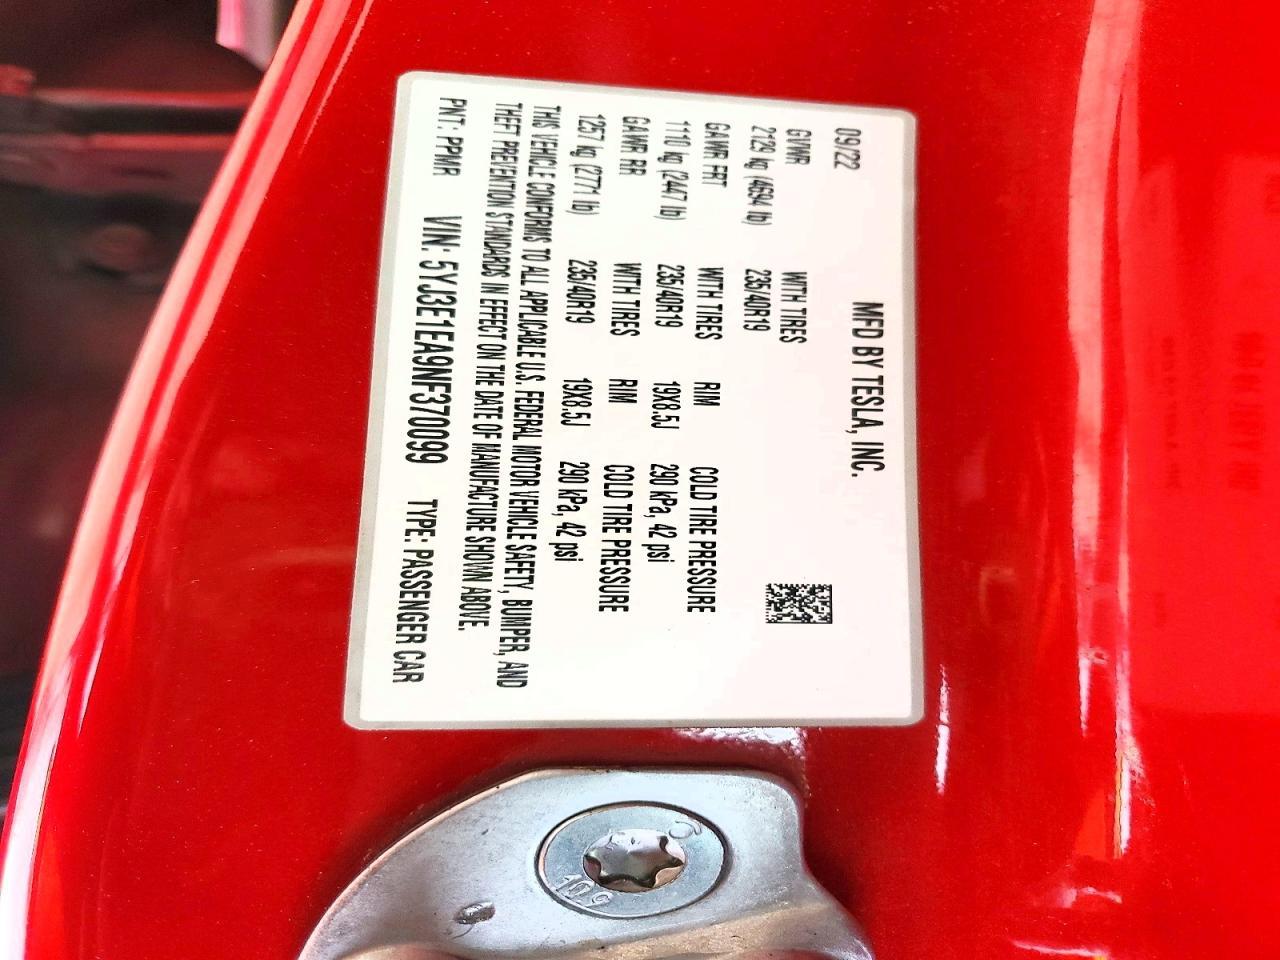 MFD BY TESLA, INC.
09/22
GVWR WITH TIRES
2129 kg (4694 lb) 235/40R19
GAWR FRT WITH TIRES RIM COLD TIRE PRESSURE
1110 kg (2447 lb) 235/40R19 19X8.5J 290 kPa, 42 psi
GAWR RR WITH TIRES RIM COLD TIRE PRESSURE
1257 kg (2771 lb) 235/40R19 19X8.5J 290 kPa, 42 psi
THIS VEHICLE CONFORMS TO ALL APPLICABLE U.S. FEDERAL MOTOR VEHICLE SAFETY, BUMPER, AND
THEFT PREVENTION STANDARDS IN EFFECT ON THE DATE OF MANUFACTURE SHOWN ABOVE.
PNT: PPMR VIN: 5YJ3E1EA9NF370099 TYPE: PASSENGER CAR
10.9